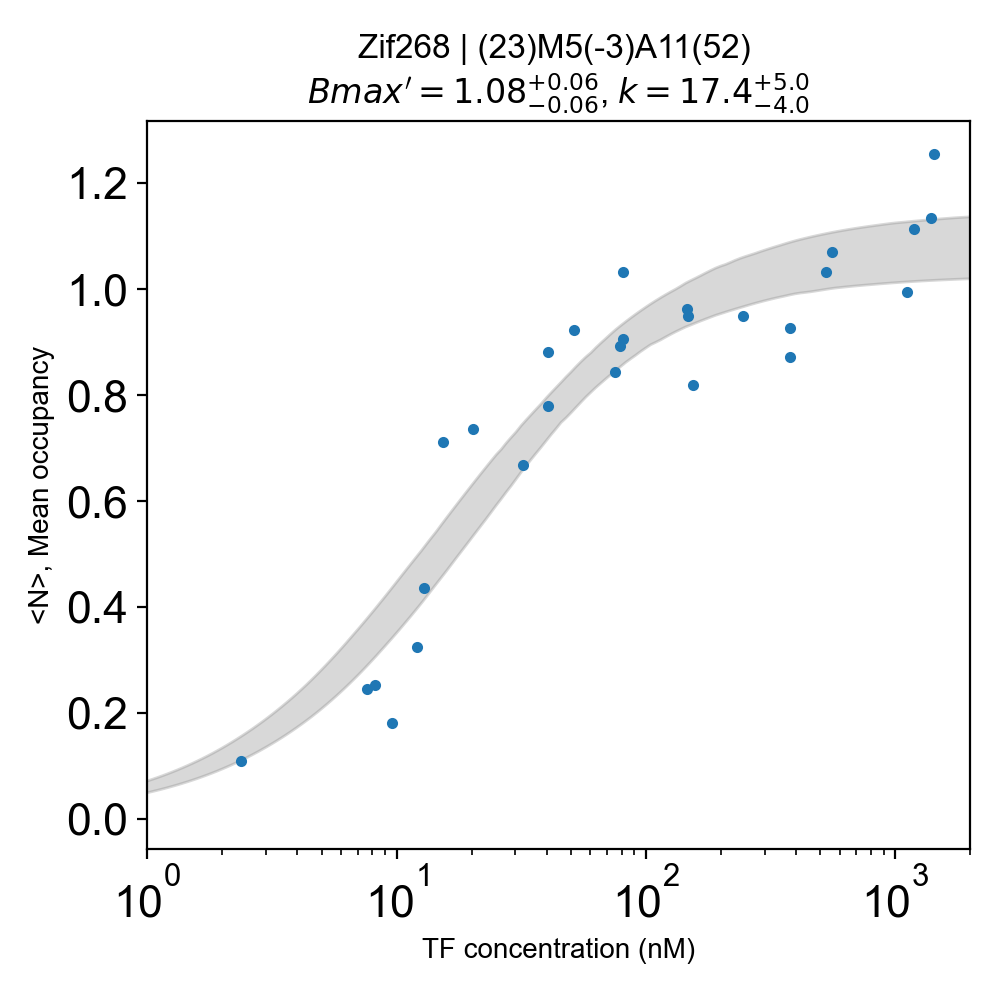 Zif268 | (23)M5(-3)A11(52)
Bmax′ = 1.08 +0.06 −0.06, k = 17.4 +5.0 −4.0
<N>, Mean occupancy
1.2
1.0
0.8
0.6
0.4
0.2
0.0
10^0 10^1 10^2 10^3
TF concentration (nM)